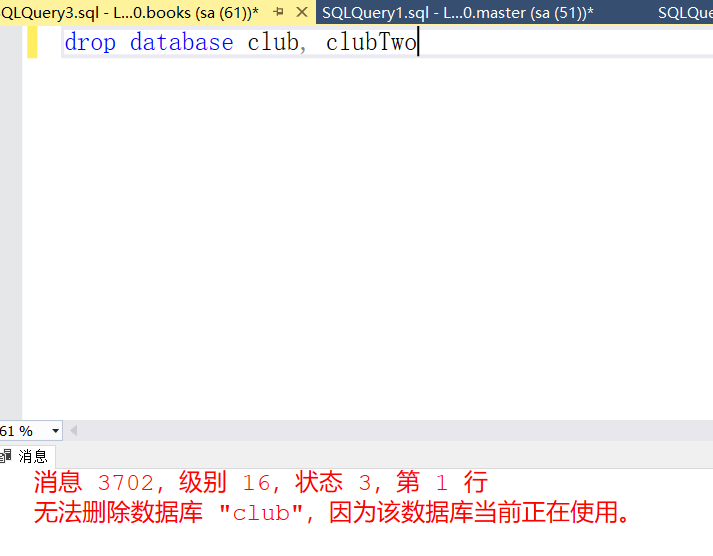 QLQuery3.sql - L...0.books (sa (61))* SQLQuery1.sql - L...0.master (sa (51))* SQLQue
drop database club, clubTwo
61 %
消息
消息 3702，级别 16，状态 3，第 1 行
无法删除数据库 "club"，因为该数据库当前正在使用。